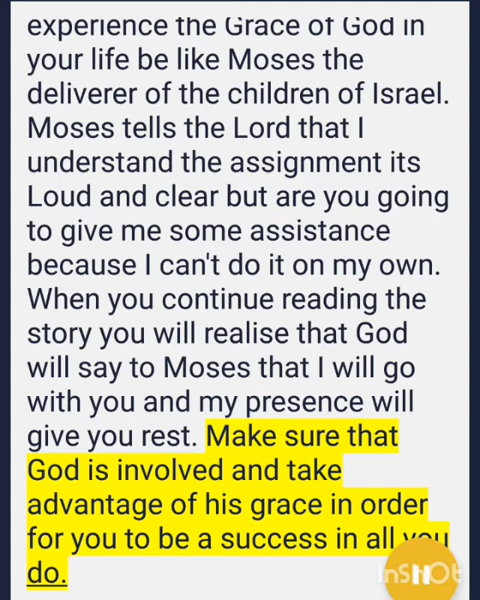 experience the Grace of God in
your life be like Moses the
deliverer of the children of Israel.
Moses tells the Lord that I
understand the assignment its
Loud and clear but are you going
to give me some assistance
because I can't do it on my own.
When you continue reading the
story you will realise that God
will say to Moses that I will go
with you and my presence will
give you rest. Make sure that
God is involved and take
advantage of his grace in order
for you to be a success in all you
do.
InSHOt